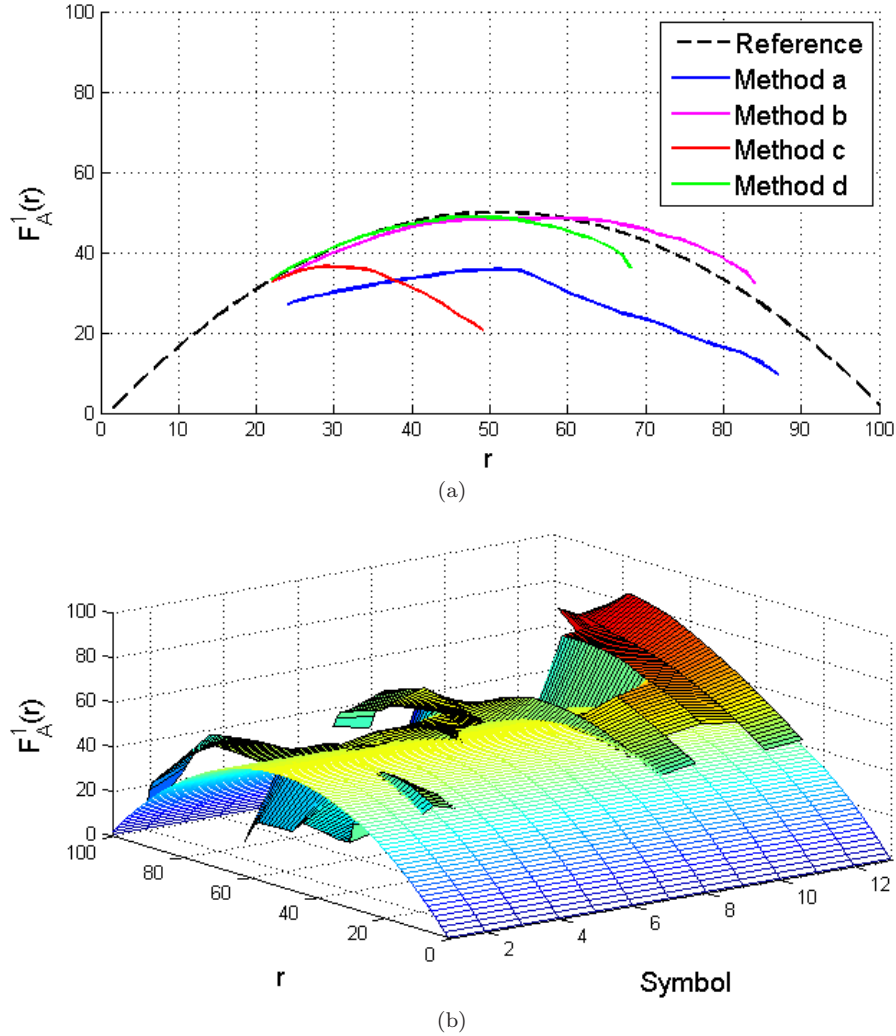 100
80
60
40
20
0
F_A^1(r)
Reference
Method a
Method b
Method c
Method d
0 10 20 30 40 50 60 70 80 90 100
r
(a)
100
80
60
40
20
0
F_A^1(r)
100 80 60 40 20 0
r
2 4 6 8 10 12
Symbol
(b)